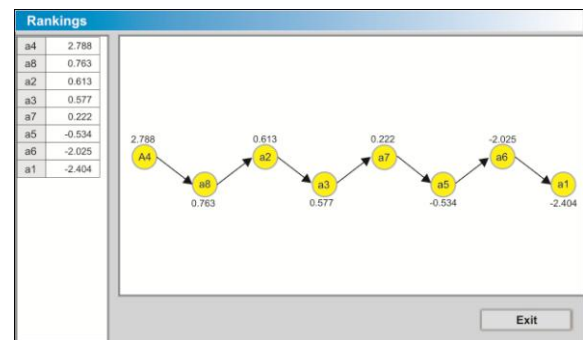 Rankings
a4 2.788
a8 0.763
a2 0.613
a3 0.577
a7 0.222
a5 -0.534
a6 -2.025
a1 -2.404
2.788 0.613 0.222 -2.025
A4 a2 a7 a6
a8 a3 a5 a1
0.763 0.577 -0.534 -2.404
Exit